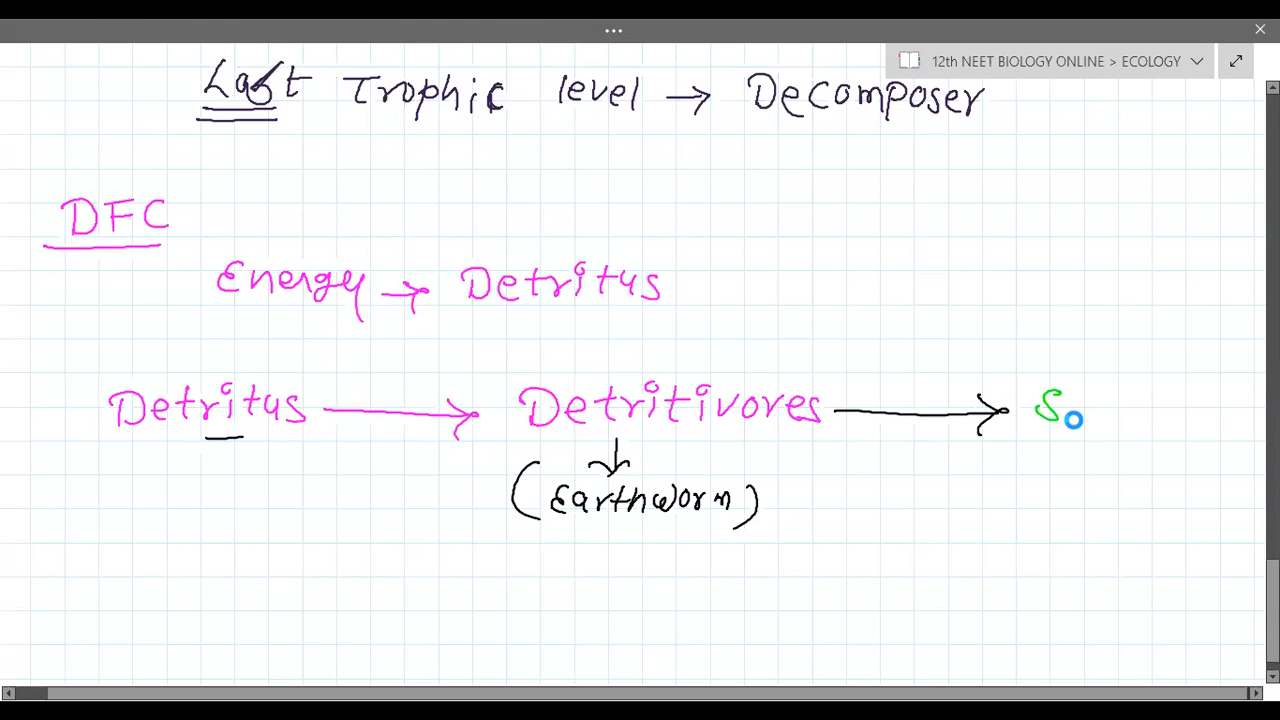 12th NEET BIOLOGY ONLINE > ECOLOGY
Last Trophic level → Decomposer
DFC
Energy → Detritus
Detritus → Detritivores → S
(Earthworm)